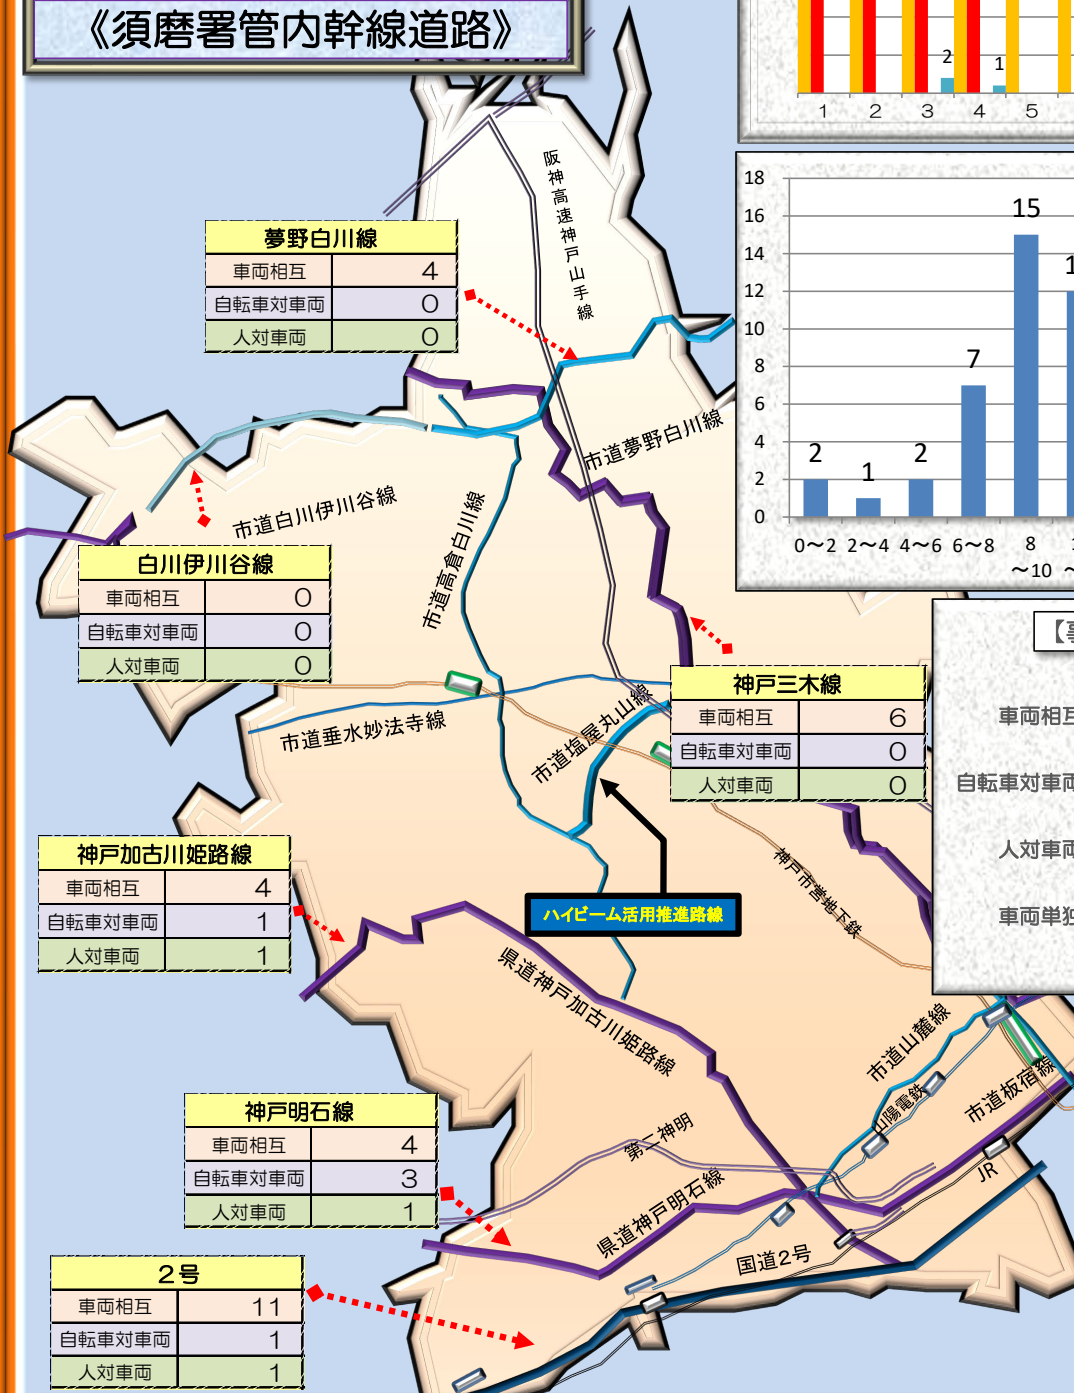 《須磨署管内幹線道路》
2
1
1 2 3 4 5
阪神高速神戸山手線
夢野白川線
車両相互 4
自転車対車両 0
人対車両 0
18
16
14
12
10
8
6
4
2
0
2
1
2
7
15
0～2 2～4 4～6 6～8 8～10
市道夢野白川線
市道白川伊川谷線
市道高倉白川線
白川伊川谷線
車両相互 0
自転車対車両 0
人対車両 0
市道垂水妙法寺線
市道塩屋丸山線
神戸三木線
車両相互 6
自転車対車両 0
人対車両 0
車両相互
自転車対車両
人対車両
車両単独
神戸市営地下鉄
ハイビーム活用推進路線
神戸加古川姫路線
車両相互 4
自転車対車両 1
人対車両 1
県道神戸加古川姫路線
市道山麓線
山陽電鉄
市道板宿線
JR
神戸明石線
車両相互 4
自転車対車両 3
人対車両 1
第二神明
県道神戸明石線
国道2号
2号
車両相互 11
自転車対車両 1
人対車両 1